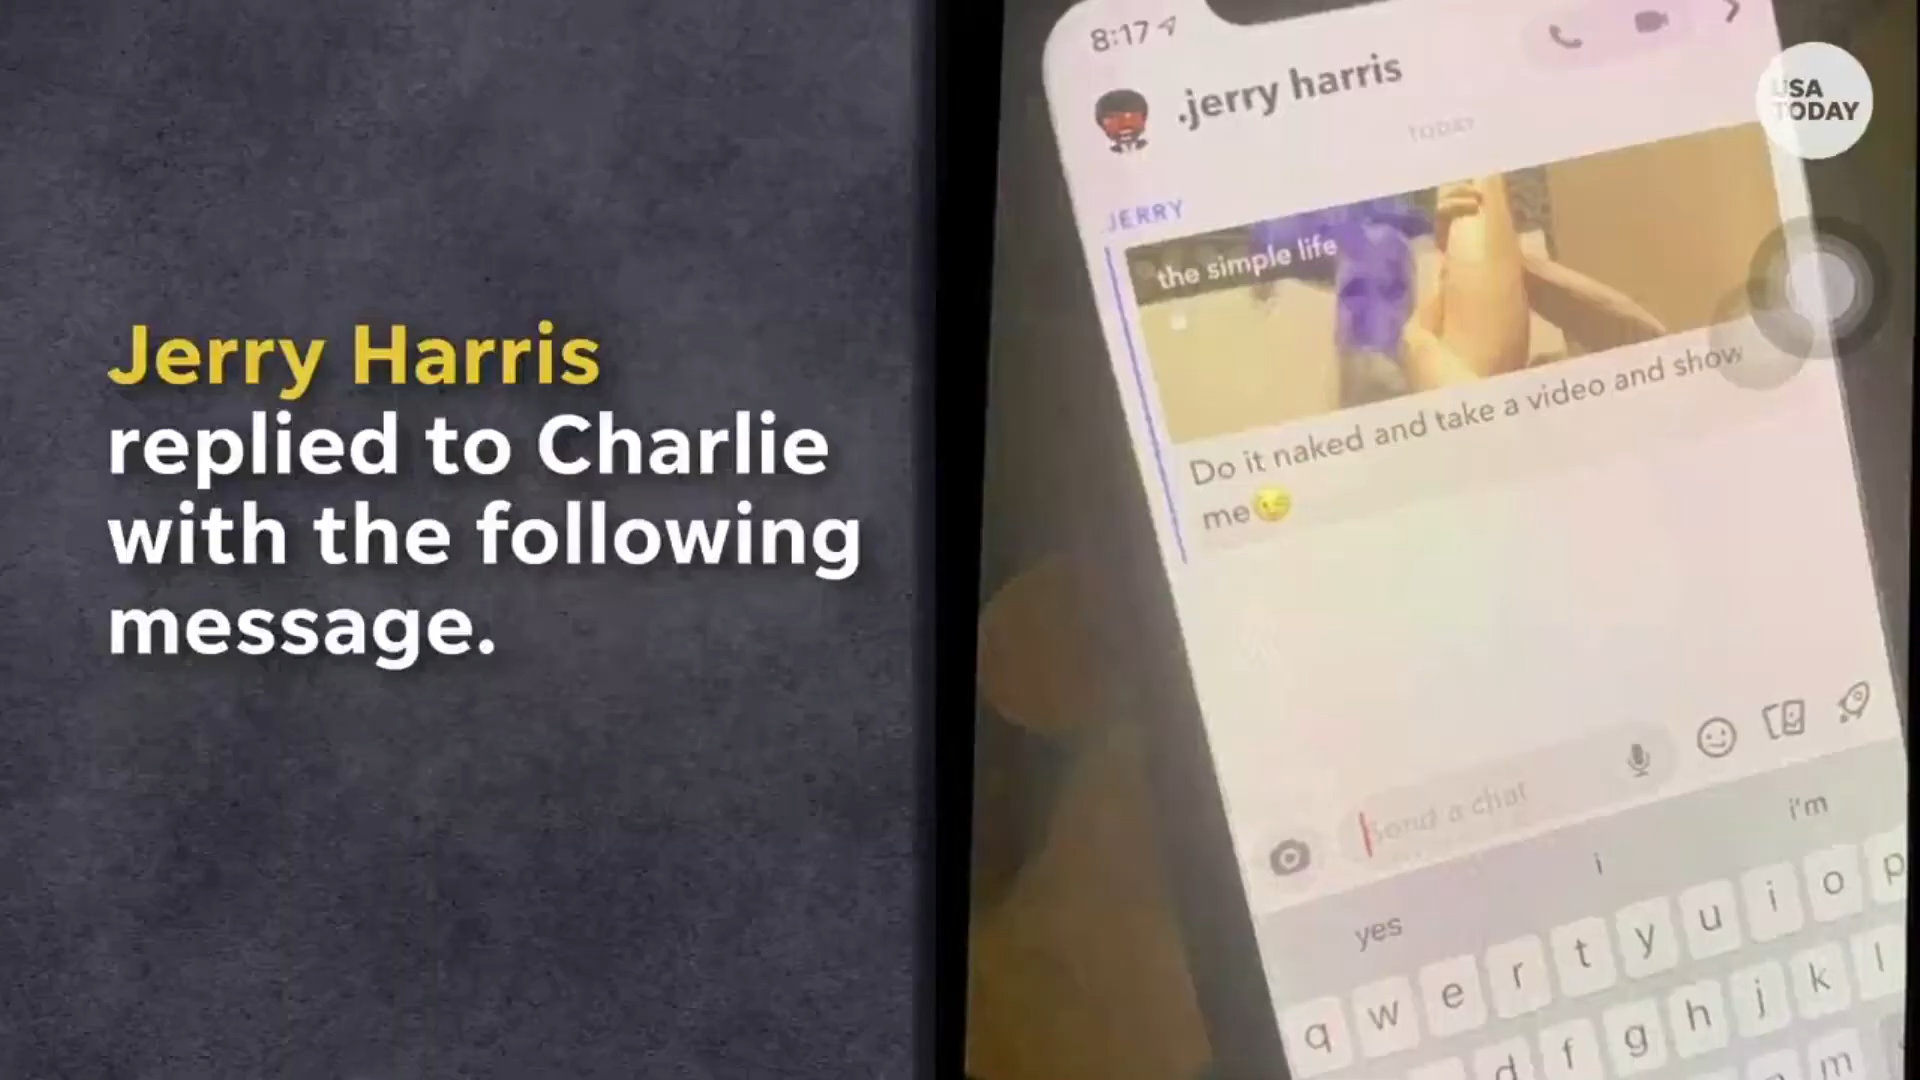 Jerry Harris
replied to Charlie
with the following
message.
8:17
.jerry harris
TODAY
USA
TODAY
JERRY
the simple life
Do it naked and take a video and show
me😉
Send a chat
yes
i
i'm
q w e r t y u i o p
d f g h j k l
m